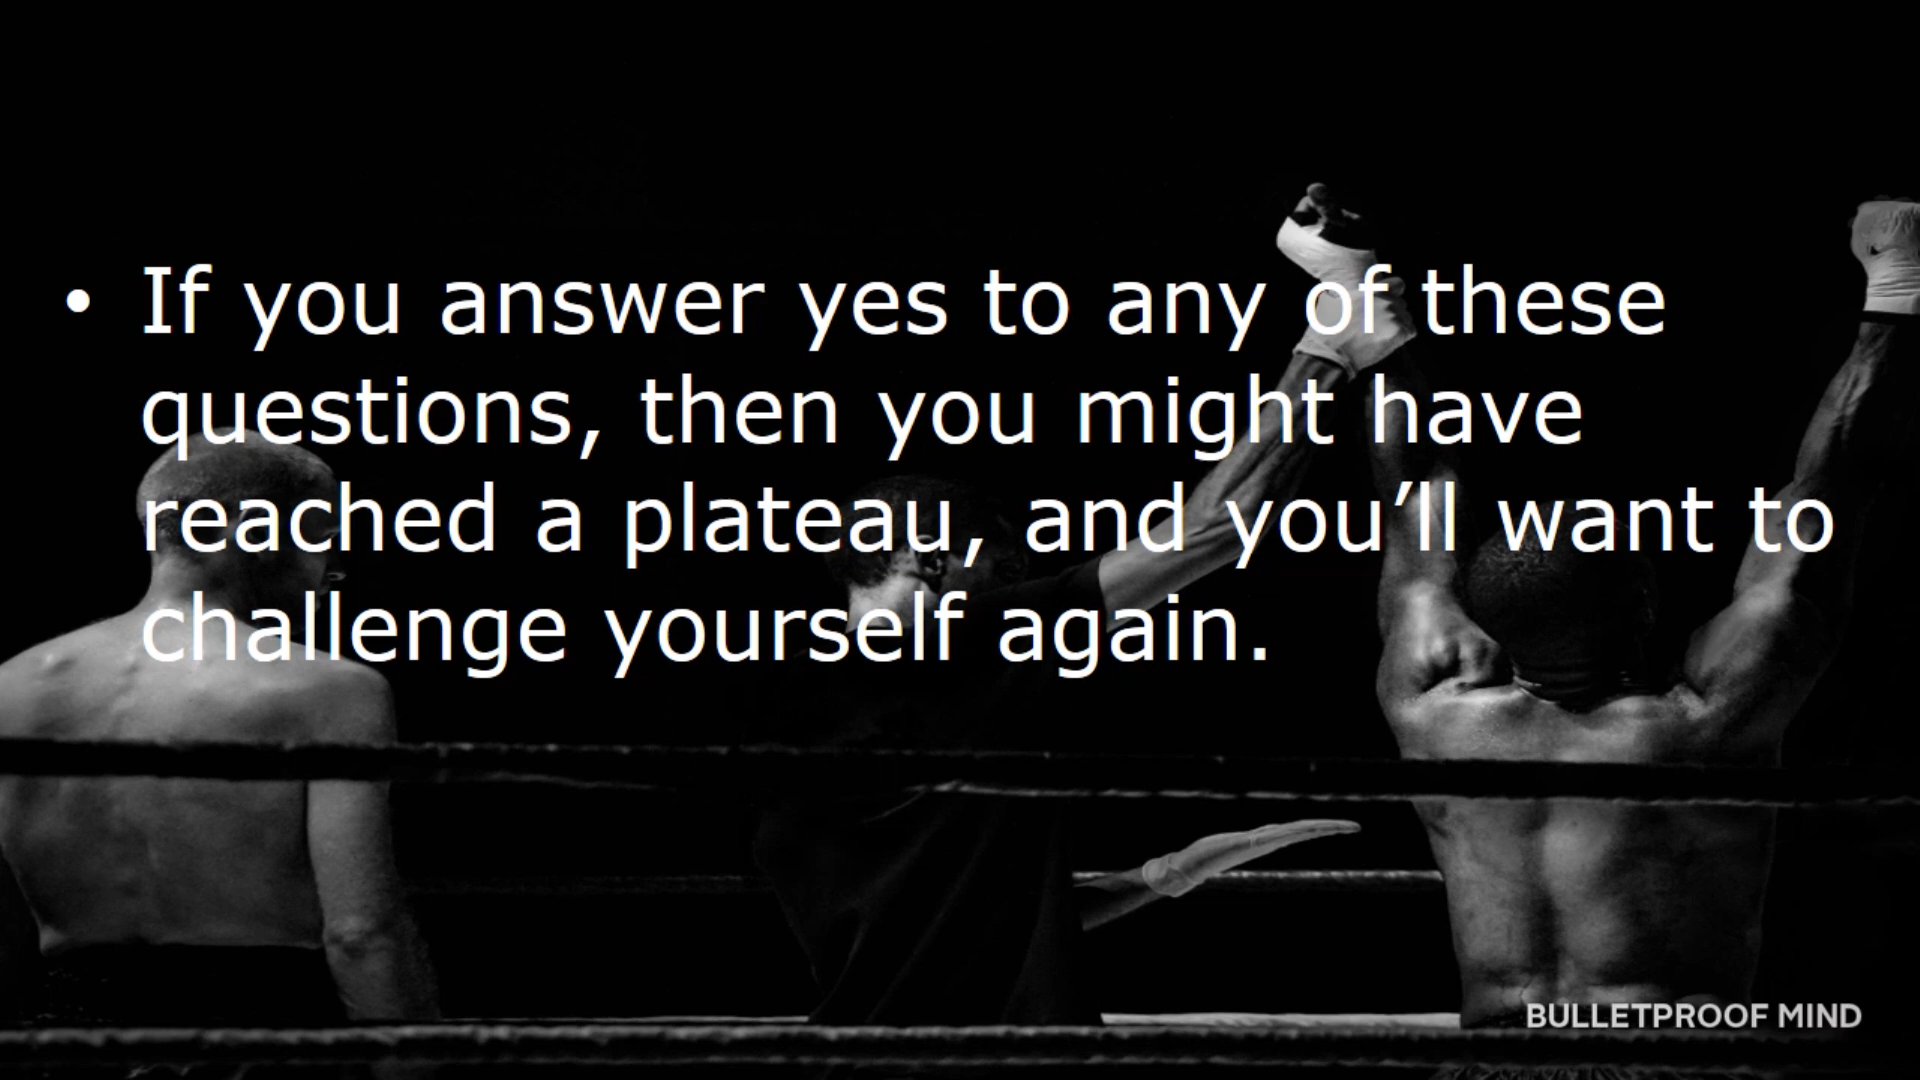 • If you answer yes to any of these
questions, then you might have
reached a plateau, and you’ll want to
challenge yourself again.
BULLETPROOF MIND